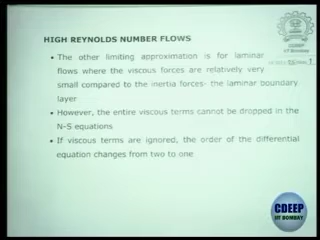 HIGH REYNOLDS NUMBER FLOWS
CDEEP
IIT Bombay
• The other limiting approximation is for laminar
flows where the viscous forces are relatively very
small compared to the inertia forces- the laminar boundary
layer
• However, the entire viscous terms cannot be dropped in the
N-S equations
• If viscous terms are ignored, the order of the differential
equation changes from two to one
CDEEP
IIT BOMBAY